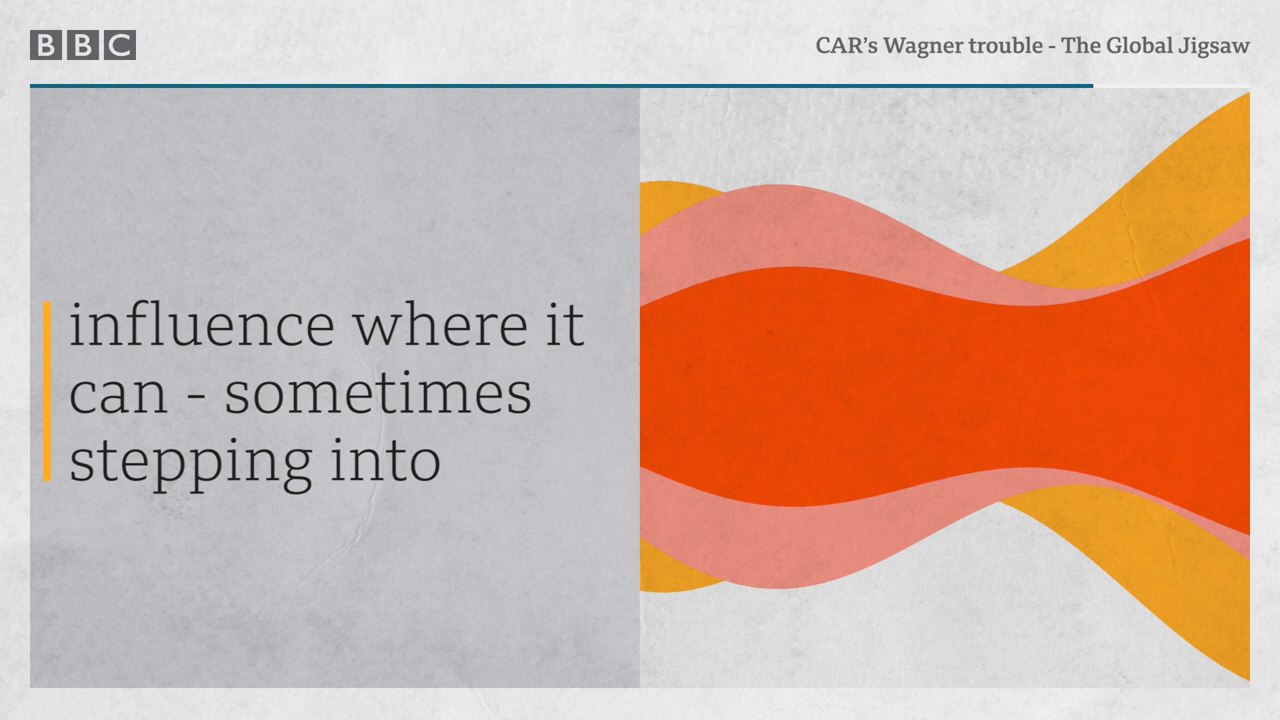 BBC
CAR’s Wagner trouble - The Global Jigsaw
influence where it
can - sometimes
stepping into